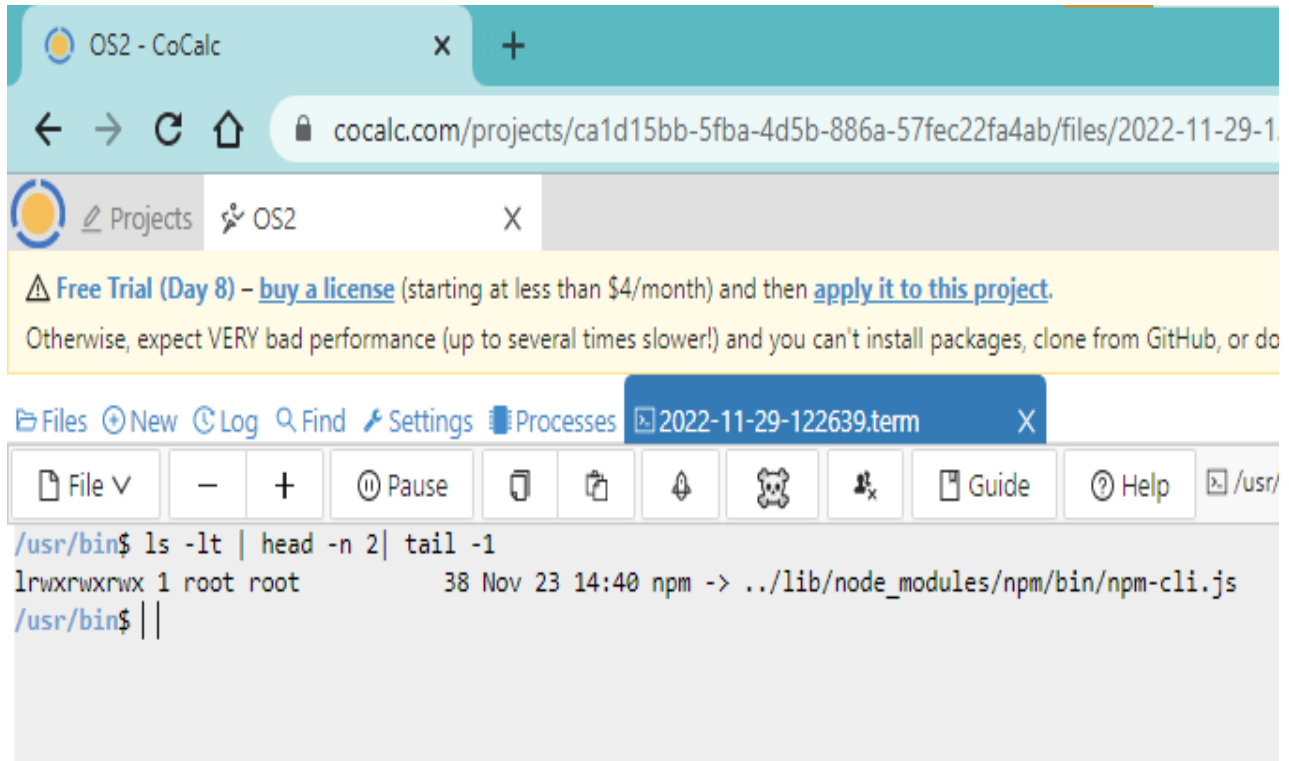 OS2 - CoCalc
cocalc.com/projects/ca1d15bb-5fba-4d5b-886a-57fec22fa4ab/files/2022-11-29-1
Projects OS2
Free Trial (Day 8) – buy a license (starting at less than $4/month) and then apply it to this project.
Otherwise, expect VERY bad performance (up to several times slower!) and you can't install packages, clone from GitHub, or do
Files New Log Find Settings Processes 2022-11-29-122639.term
File Pause Guide Help /usr/
/usr/bin$ ls -lt | head -n 2| tail -1
lrwxrwxrwx 1 root root 38 Nov 23 14:40 npm -> ../lib/node_modules/npm/bin/npm-cli.js
/usr/bin$